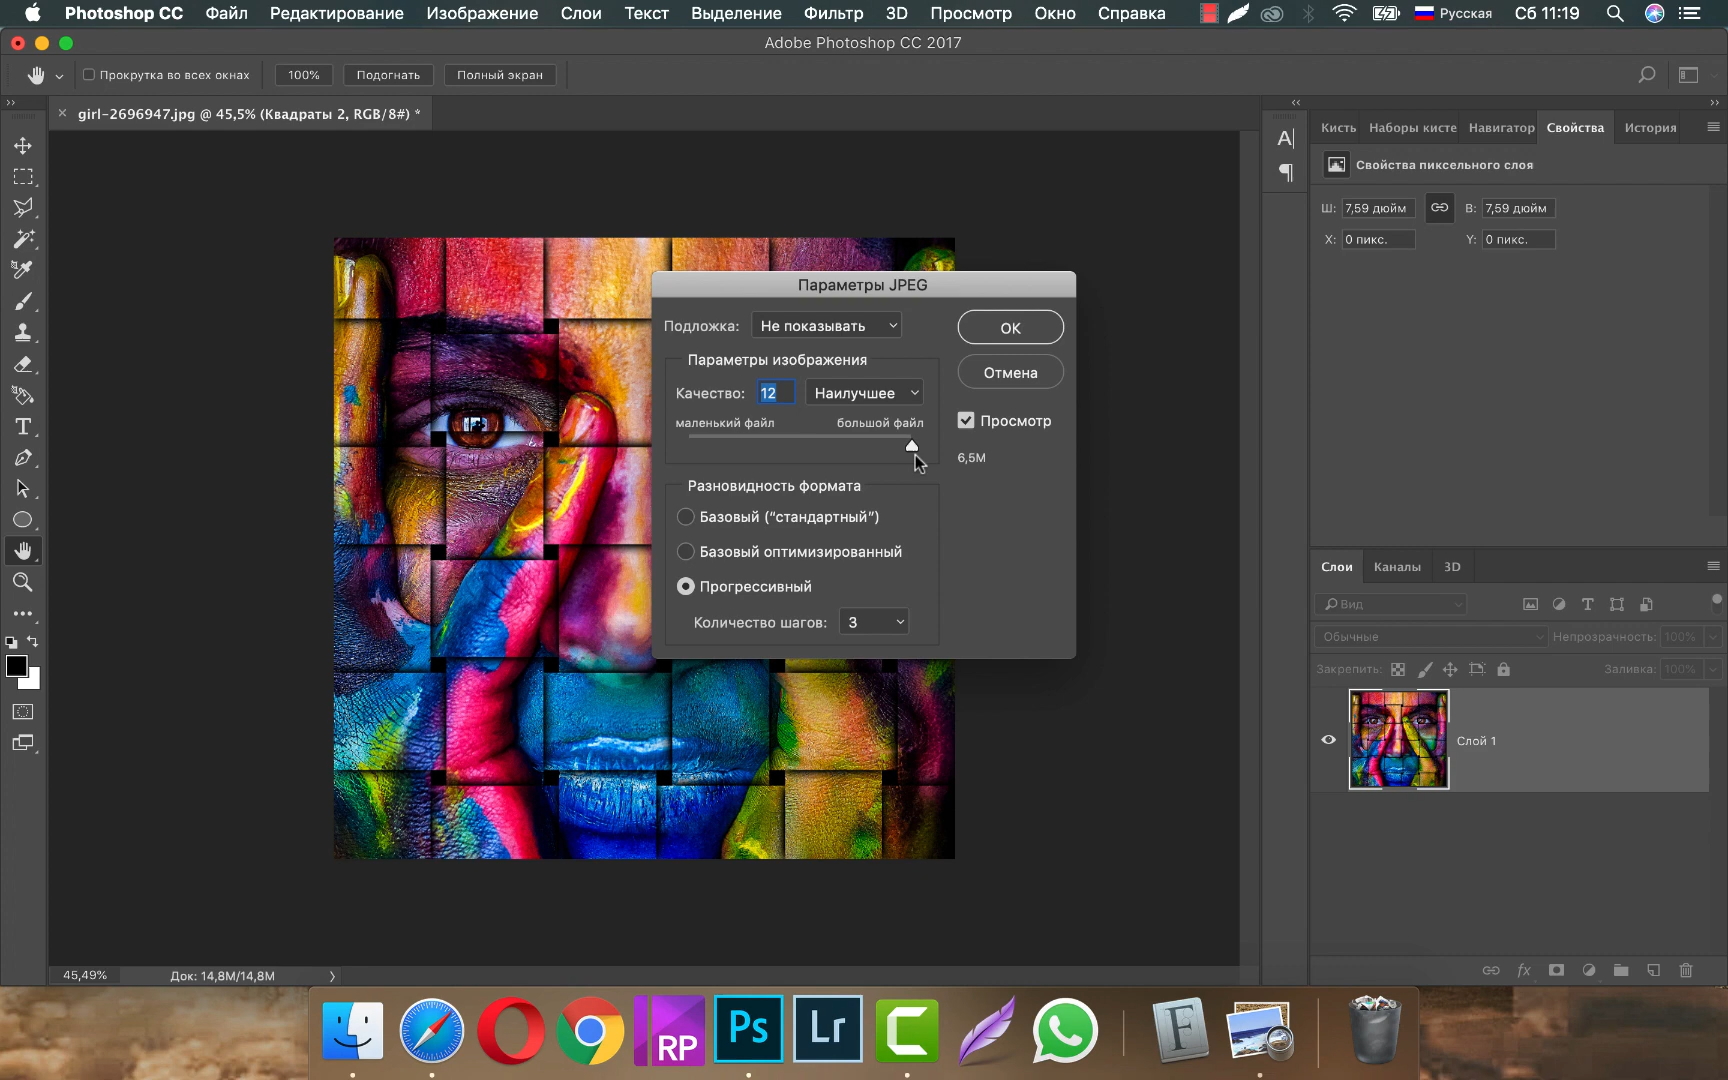 Photoshop CC Файл Редактирование Изображение Слои Текст Выделение Фильтр 3D Просмотр Окно Справка Русская Сб 11:19
Adobe Photoshop CC 2017
Прокрутка во всех окнах 100% Подогнать Полный экран
girl-2696947.jpg @ 45,5% (Квадраты 2, RGB/8#) *
Кисть Наборы кисте Навигатор Свойства История
Свойства пиксельного слоя
Ш: 7,59 дюйм В: 7,59 дюйм
X: 0 пикс. Y: 0 пикс.
Параметры JPEG
Подложка: Не показывать OK
Параметры изображения
Отмена
Качество: 12 Наилучшее
маленький файл большой файл Просмотр
6,5M
Разновидность формата
Базовый (“стандартный”)
Базовый оптимизированный
Прогрессивный
Количество шагов: 3
Слои Каналы 3D
Вид
Обычные Непрозрачность: 100%
Закрепить: Заливка: 100%
Слой 1
fx
45,49% Док: 14,8M/14,8M
RP Ps Lr C F